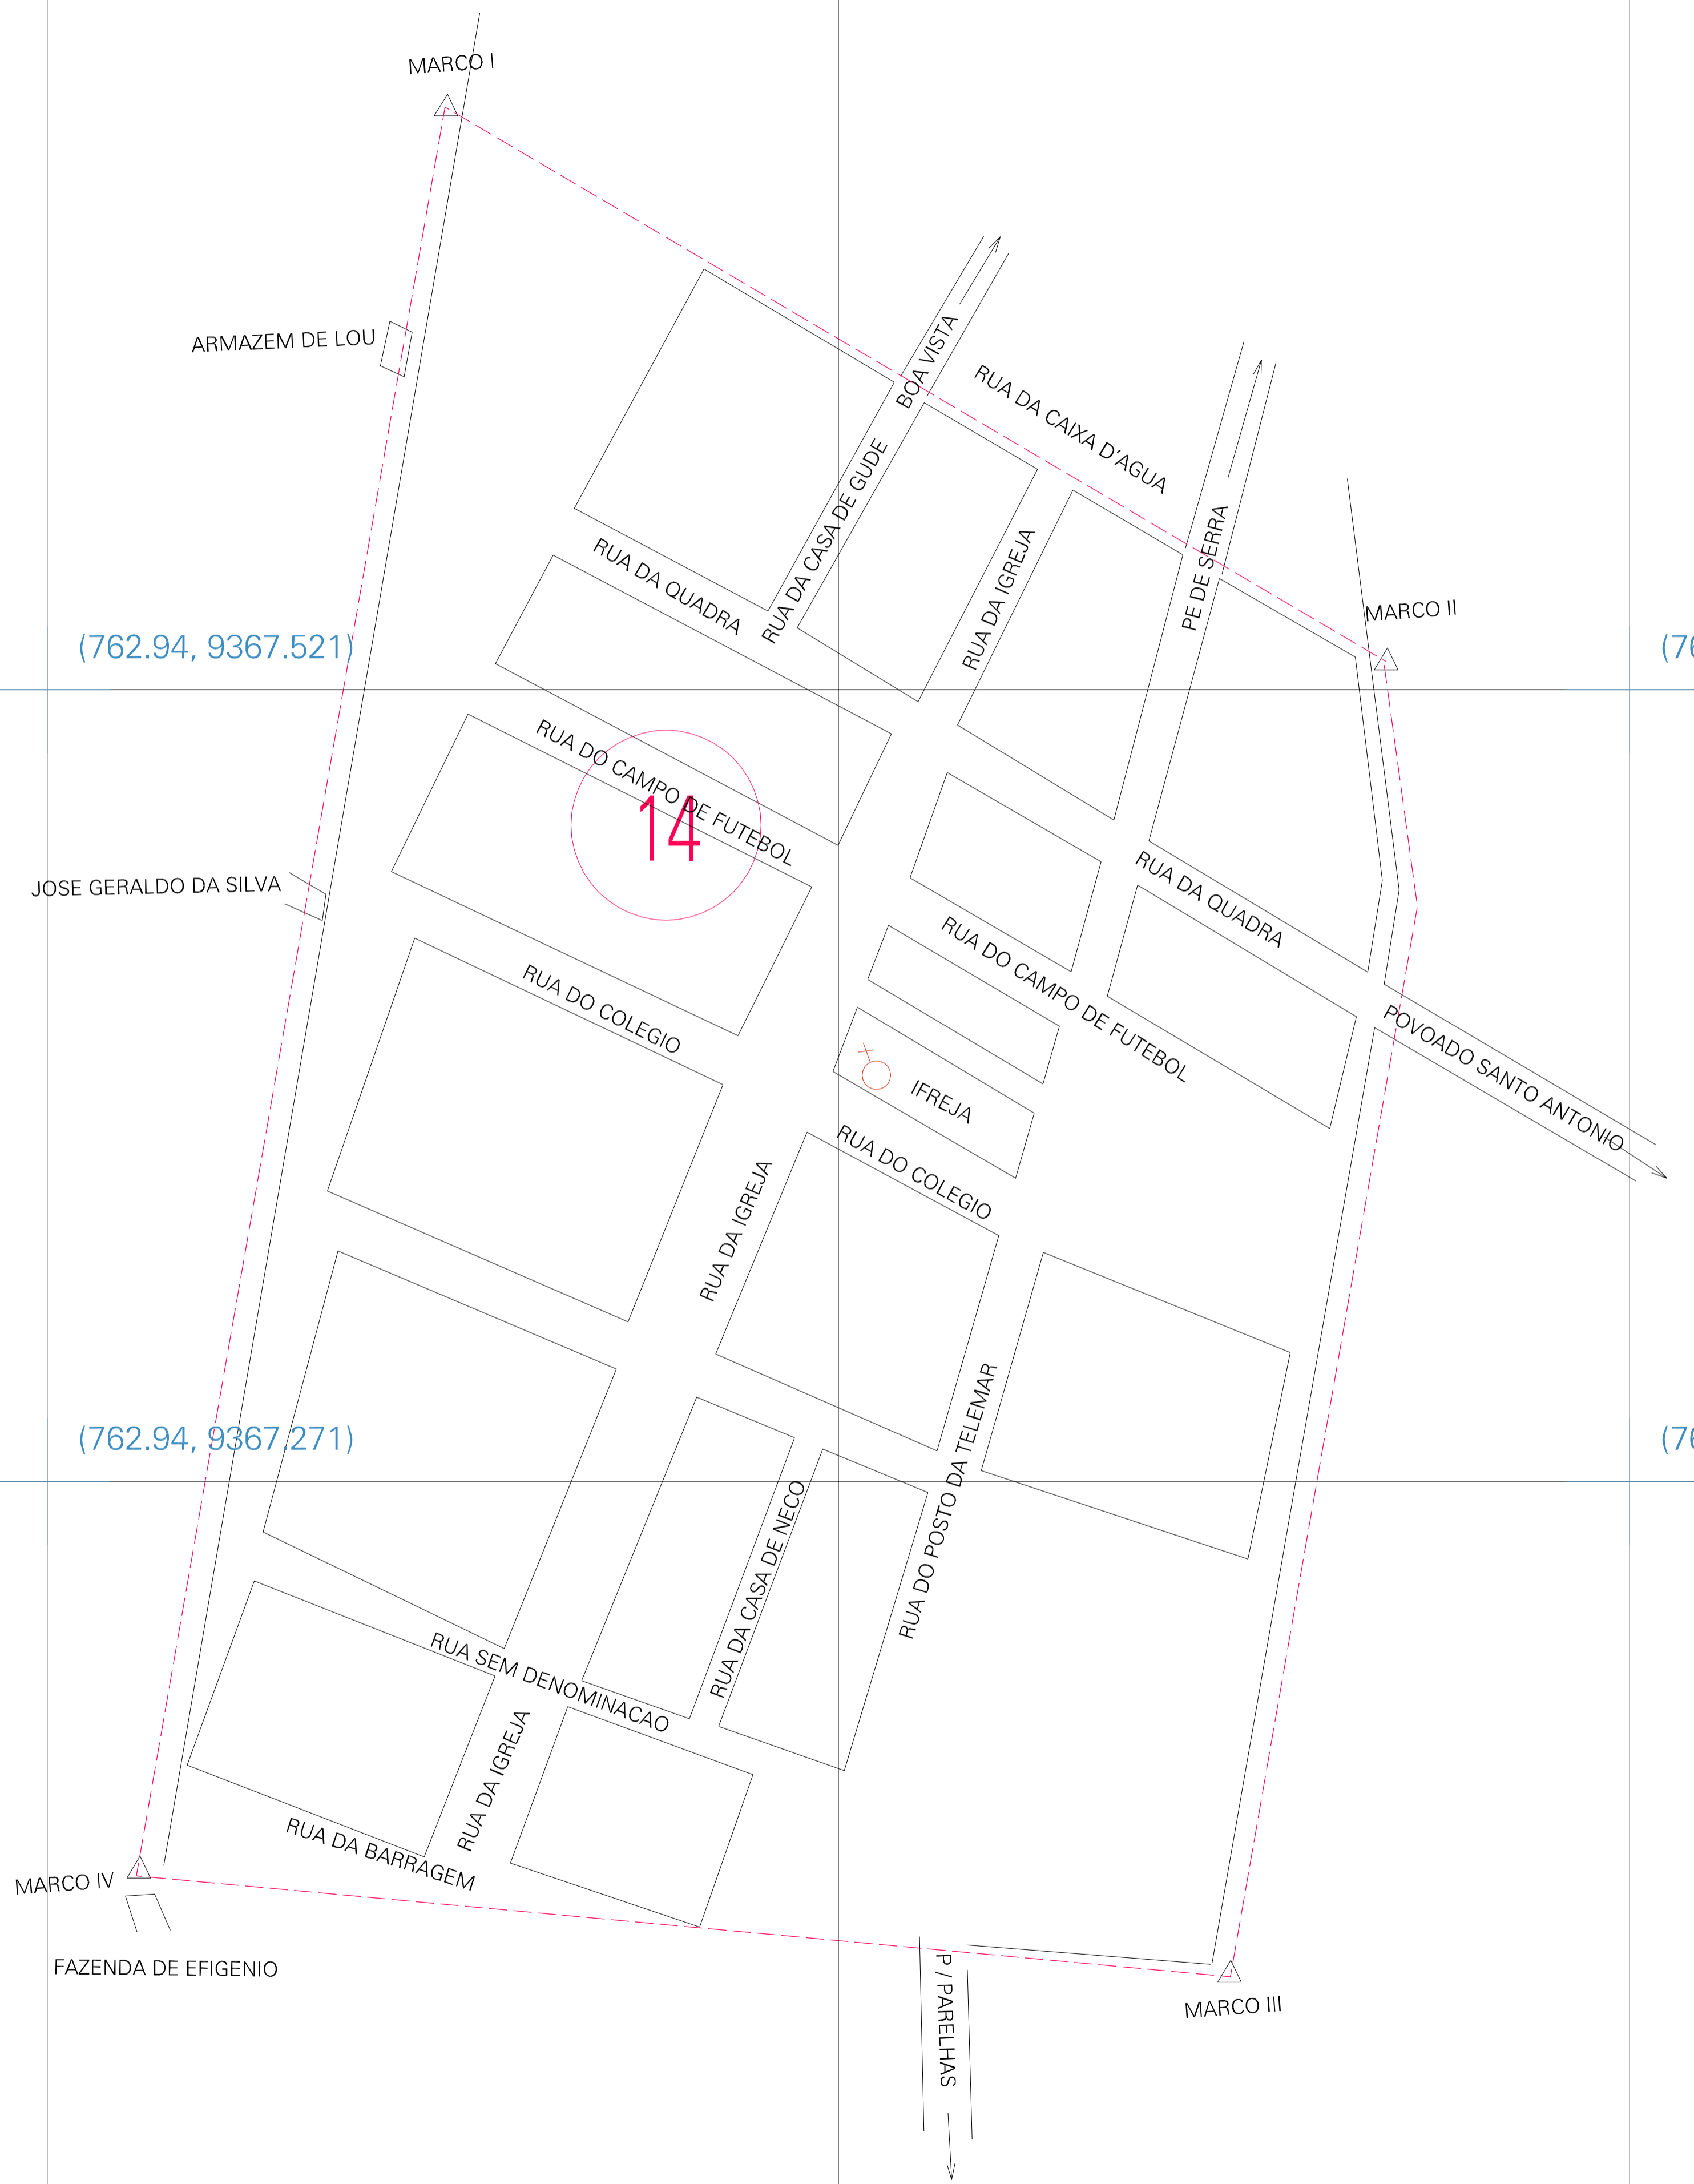 MARCO I
ARMAZEM DE LOU
BOA VISTA
RUA DA CAIXA D'AGUA
RUA DA CASA DE GUDE
RUA DA QUADRA
RUA DA IGREJA
PE DE SERRA
MARCO II
(762.94, 9367.521)
(76
RUA DO CAMPO DE FUTEBOL
14
JOSE GERALDO DA SILVA
RUA DA QUADRA
RUA DO COLEGIO
RUA DO CAMPO DE FUTEBOL
POVOADO SANTO ANTONIO
IFREJA
RUA DO COLEGIO
RUA DA IGREJA
(762.94, 9367.271)
(76
RUA DO POSTO DA TELEMAR
RUA DA CASA DE NECO
RUA SEM DENOMINACAO
RUA DA IGREJA
RUA DA BARRAGEM
MARCO IV
FAZENDA DE EFIGENIO
P / PARELHAS
MARCO III